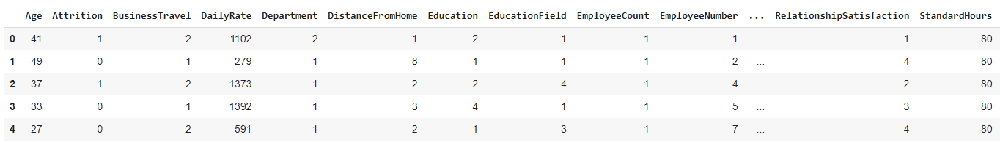 Age Attrition BusinessTravel DailyRate Department DistanceFromHome Education EducationField EmployeeCount EmployeeNumber ... RelationshipSatisfaction StandardHours
0 41 1 2 1102 2 1 2 1 1 1 ... 1 80
1 49 0 1 279 1 8 1 1 1 2 ... 4 80
2 37 1 2 1373 1 2 2 4 1 4 ... 2 80
3 33 0 1 1392 1 3 4 1 1 5 ... 3 80
4 27 0 2 591 1 2 1 3 1 7 ... 4 80